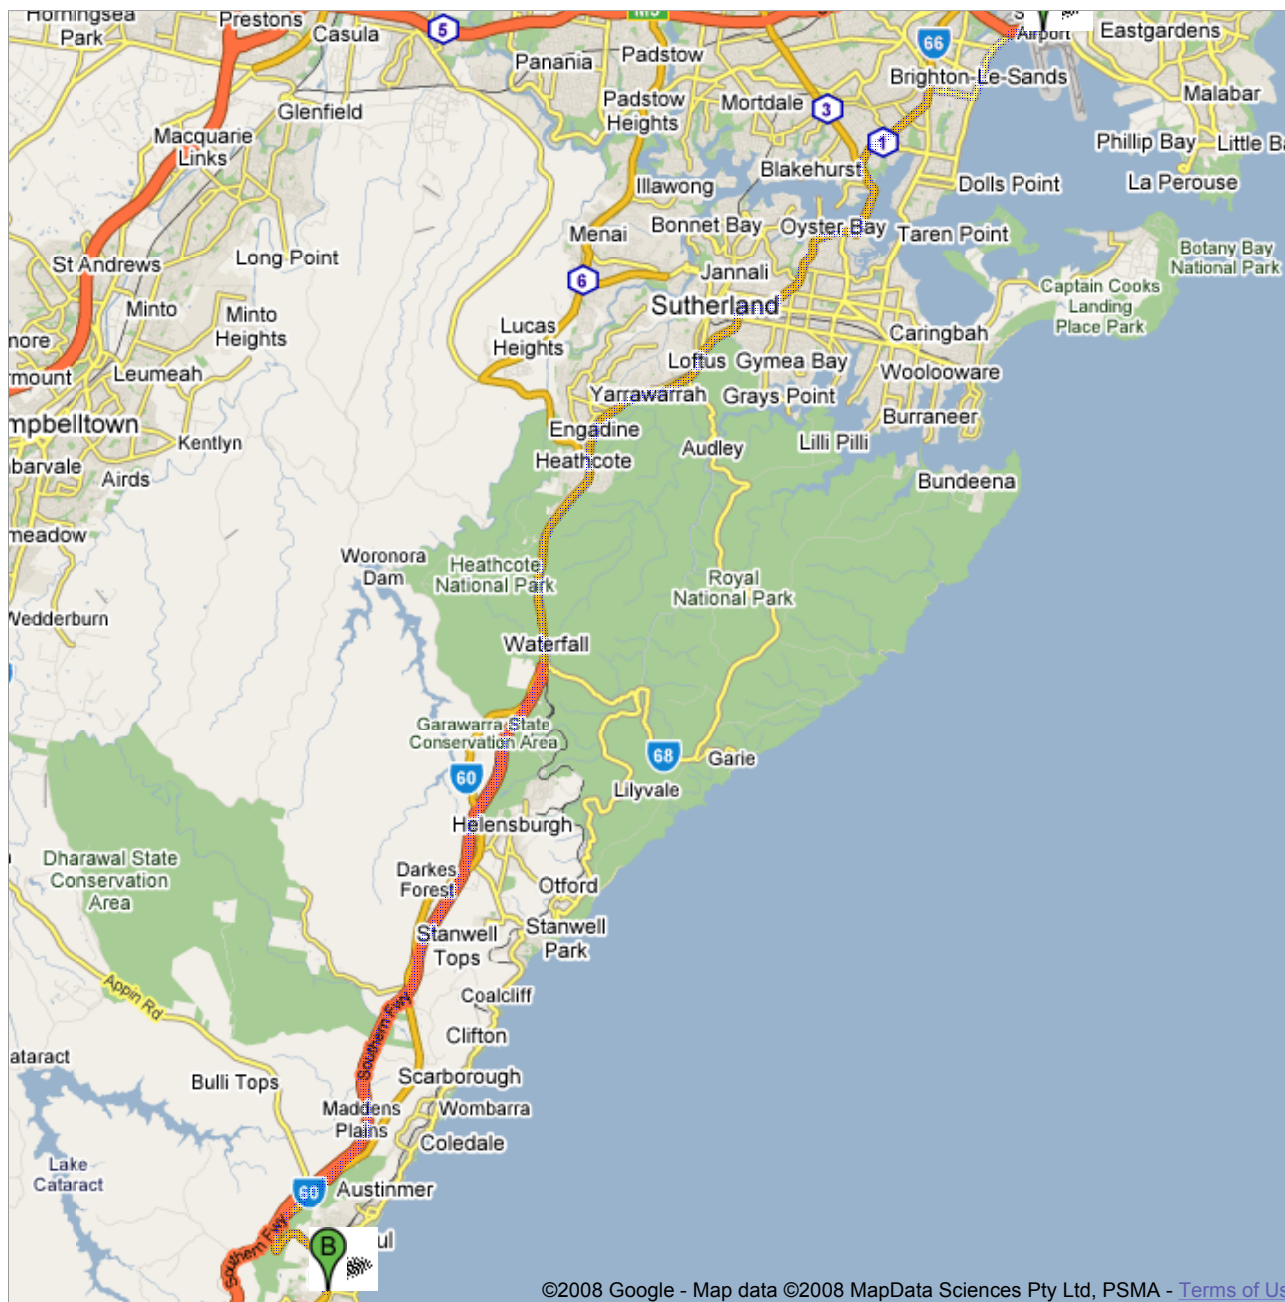 Horningsea
Park
Prestons
Casula
5
M5
Panania
Padstow
66
Airport
Eastgardens
Brighton-Le-Sands
Glenfield
Padstow
Heights
Mortdale
3
Malabar
Macquarie
Links
1
Phillip Bay
Little Ba
Blakehurst
Illawong
Dolls Point
La Perouse
Bonnet Bay
Oyster Bay
Taren Point
Menai
St Andrews
Long Point
Jannali
Botany Bay
National Park
6
Captain Cooks
Landing
Place Park
Minto
Minto
Heights
Sutherland
Lucas
Heights
Caringbah
more
Loftus
Gymea Bay
Woolooware
rmount
Leumeah
Yarrawarrah
Grays Point
Burraneer
mpbelltown
Kentlyn
Engadine
Audley
Lilli Pilli
Heathcote
mbarvale
Airds
Bundeena
meadow
Woronora
Dam
Heathcote
National Park
Royal
National Park
Wedderburn
Waterfall
Garawarra State
Conservation Area
68
Garie
60
Lilyvale
Helensburgh
Dharawal State
Conservation
Area
Darkes
Forest
Otford
Stanwell
Tops
Stanwell
Park
Appin Rd
Coalcliff
Southern Fwy
Clifton
ataract
Bulli Tops
Scarborough
Maddens
Plains
Wombarra
Coledale
Lake
Cataract
60
Austinmer
Southern Fwy
B
ul
©2008 Google - Map data ©2008 MapData Sciences Pty Ltd, PSMA - Terms of Us